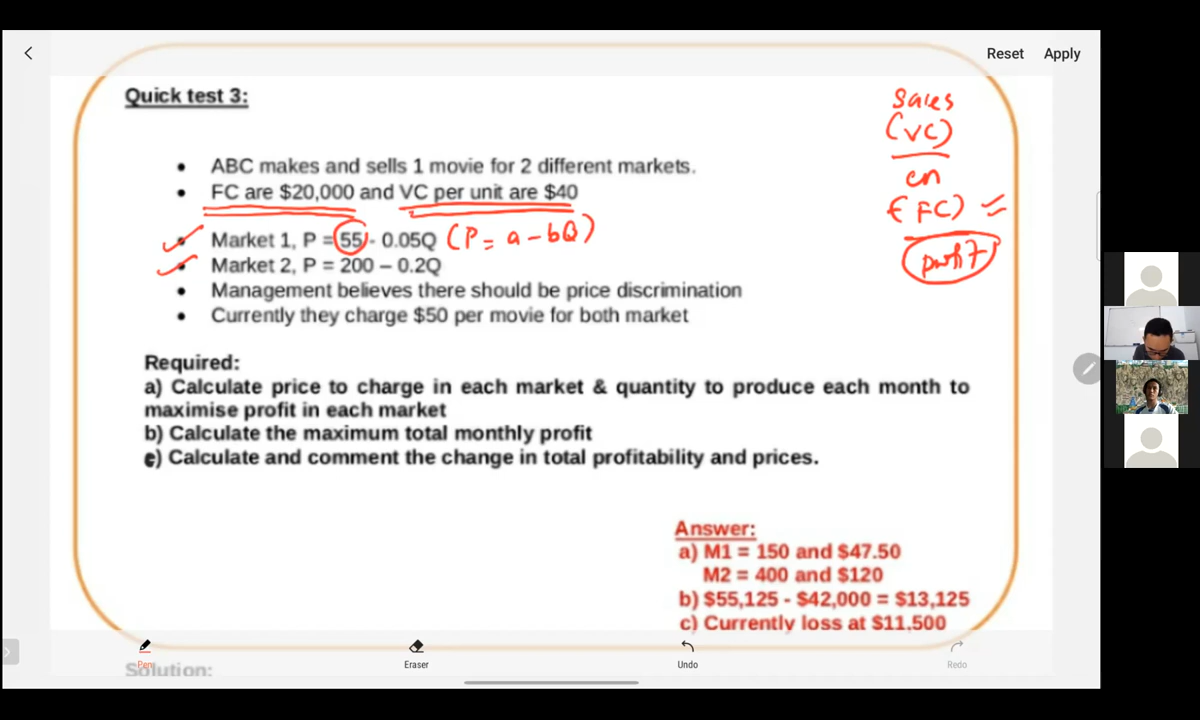 Reset Apply
Quick test 3:
Sales
(VC)
cn
(FC)
profit
• ABC makes and sells 1 movie for 2 different markets.
• FC are $20,000 and VC per unit are $40
• Market 1, P = 55 - 0.05Q (P = a - bQ)
• Market 2, P = 200 – 0.2Q
• Management believes there should be price discrimination
• Currently they charge $50 per movie for both market
Required:
a) Calculate price to charge in each market & quantity to produce each month to
maximise profit in each market
b) Calculate the maximum total monthly profit
c) Calculate and comment the change in total profitability and prices.
Answer:
a) M1 = 150 and $47.50
M2 = 400 and $120
b) $55,125 - $42,000 = $13,125
c) Currently loss at $11,500
Solution:
Pen Eraser Undo Redo